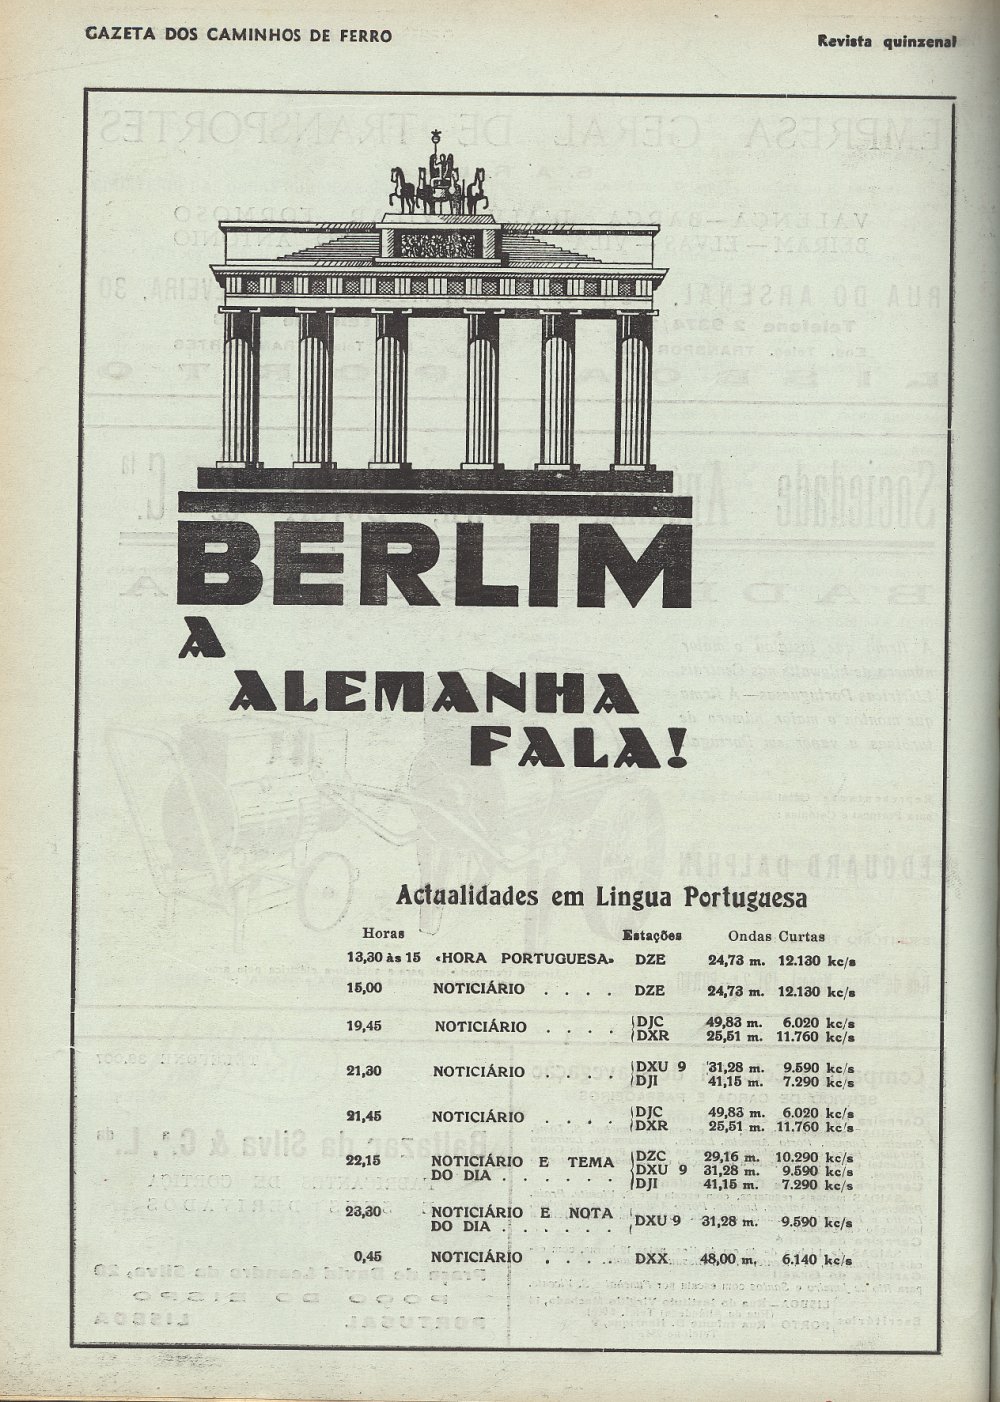 GAZETA DOS CAMINHOS DE FERRO
Revista quinzenal
BERLIM
A
ALEMANHA
FALA!
Actualidades em Lingua Portuguesa
Horas Estações Ondas Curtas
13,30 às 15 «HORA PORTUGUESA» DZE 24,73 m. 12.130 kc/s
15,00 NOTICIÁRIO . . . . DZE 24,73 m. 12.130 kc/s
19,45 NOTICIÁRIO . . . . DJC 49,83 m. 6.020 kc/s
DXR 25,51 m. 11.760 kc/s
21,30 NOTICIÁRIO . . . . DXU 9 31,28 m. 9.590 kc/s
DJI 41,15 m. 7.290 kc/s
21,45 NOTICIÁRIO . . . . DJC 49,83 m. 6.020 kc/s
DXR 25,51 m. 11.760 kc/s
22,15 NOTICIÁRIO E TEMA DZC 29,16 m. 10.290 kc/s
DO DIA . . . . . . DXU 9 31,28 m. 9.590 kc/s
DJI 41,15 m. 7.290 kc/s
23,30 NOTICIÁRIO E NOTA
DO DIA . . . . . . DXU 9 31,28 m. 9.590 kc/s
0,45 NOTICIÁRIO . . . . DXX 48,00 m. 6.140 kc/s